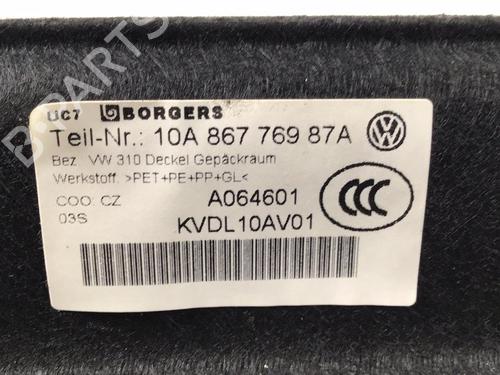 UC7 BORGERS
Teil-Nr.: 10A 867 769 87A
Bez. VW 310 Deckel Gepäckraum
Werkstoff. >PET+PE+PP+GL<
COO: CZ A064601
03S KVDL10AV01
CCC
B-PARTS